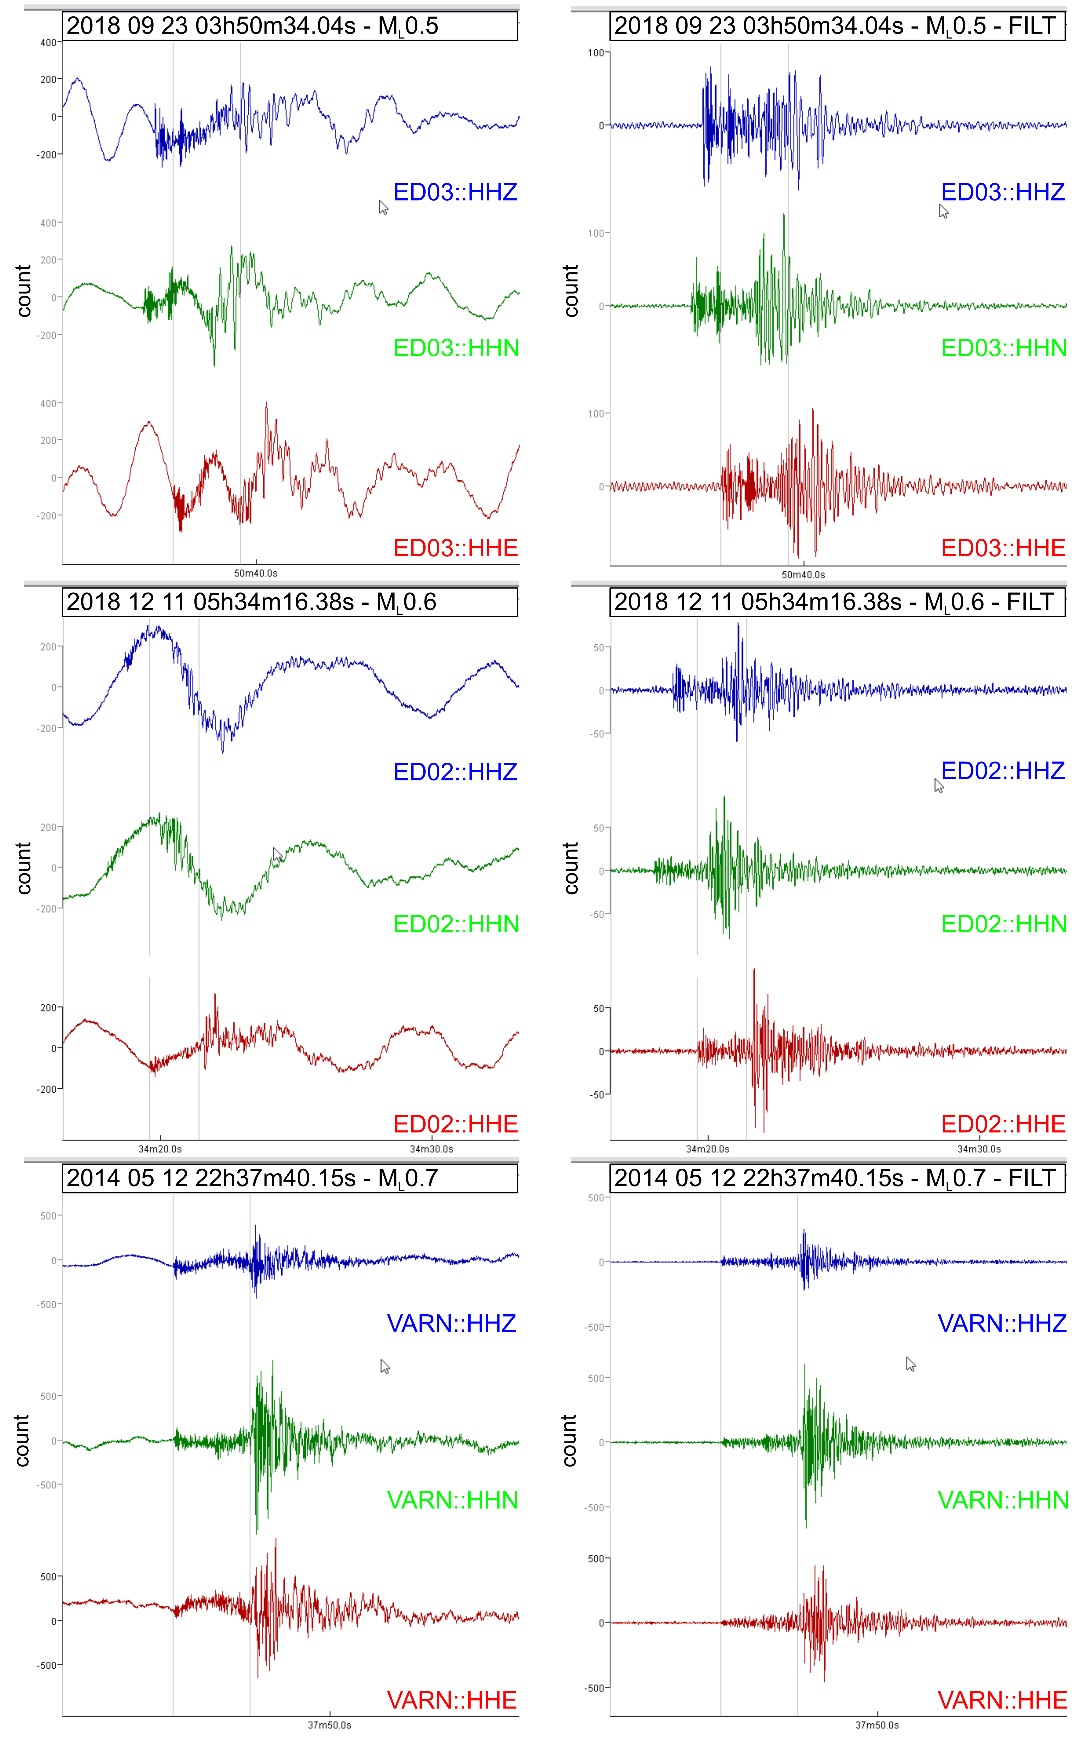 2018 09 23 03h50m34.04s - ML0.5
400
200
0
-200
ED03::HHZ
400
200
0
-200
count
ED03::HHN
400
200
0
-200
ED03::HHE
50m40.0s
2018 09 23 03h50m34.04s - ML0.5 - FILT
100
0
ED03::HHZ
100
0
count
ED03::HHN
100
0
ED03::HHE
50m40.0s
2018 12 11 05h34m16.38s - ML0.6
200
0
-200
ED02::HHZ
200
0
-200
count
ED02::HHN
200
0
-200
ED02::HHE
34m20.0s 34m30.0s
2018 12 11 05h34m16.38s - ML0.6 - FILT
50
0
-50
ED02::HHZ
50
0
-50
count
ED02::HHN
50
0
-50
ED02::HHE
34m20.0s 34m30.0s
2014 05 12 22h37m40.15s - ML0.7
500
0
-500
VARN::HHZ
500
0
-500
count
VARN::HHN
500
0
-500
VARN::HHE
37m50.0s
2014 05 12 22h37m40.15s - ML0.7 - FILT
500
0
-500
VARN::HHZ
500
0
-500
count
VARN::HHN
500
0
-500
VARN::HHE
37m50.0s